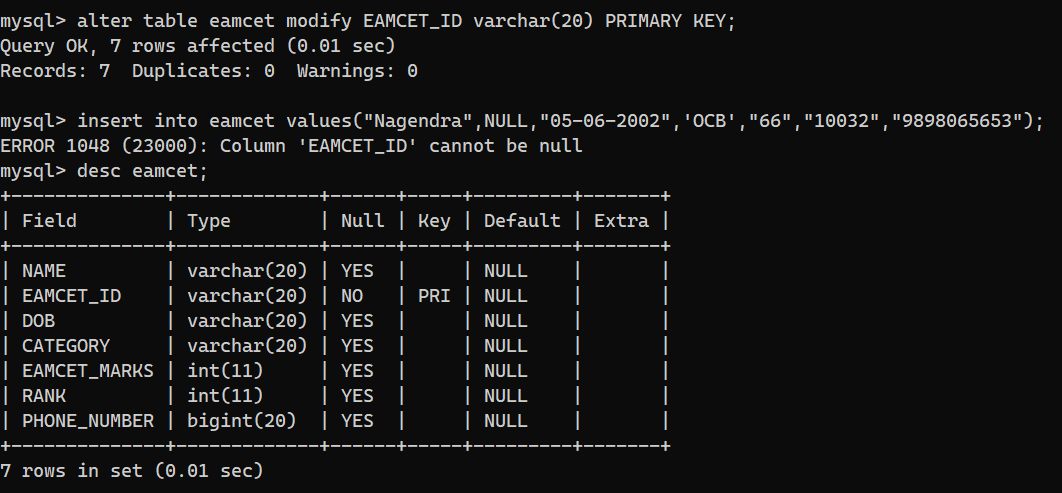 mysql> alter table eamcet modify EAMCET_ID varchar(20) PRIMARY KEY;
Query OK, 7 rows affected (0.01 sec)
Records: 7  Duplicates: 0  Warnings: 0

mysql> insert into eamcet values("Nagendra",NULL,"05-06-2002",'OCB',"66","10032","9898065653");
ERROR 1048 (23000): Column 'EAMCET_ID' cannot be null
mysql> desc eamcet;
+--------------+-------------+------+-----+---------+-------+
| Field        | Type        | Null | Key | Default | Extra |
+--------------+-------------+------+-----+---------+-------+
| NAME         | varchar(20) | YES  |     | NULL    |       |
| EAMCET_ID    | varchar(20) | NO   | PRI | NULL    |       |
| DOB          | varchar(20) | YES  |     | NULL    |       |
| CATEGORY     | varchar(20) | YES  |     | NULL    |       |
| EAMCET_MARKS | int(11)     | YES  |     | NULL    |       |
| RANK         | int(11)     | YES  |     | NULL    |       |
| PHONE_NUMBER | bigint(20)  | YES  |     | NULL    |       |
+--------------+-------------+------+-----+---------+-------+
7 rows in set (0.01 sec)